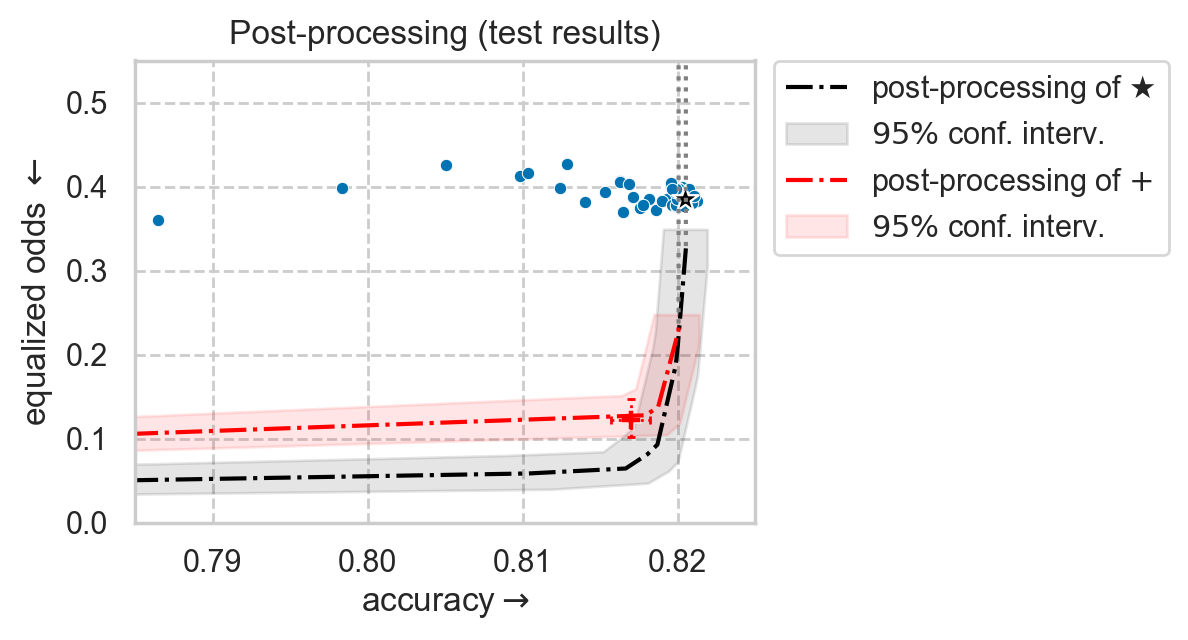 Post-processing (test results)
0.5
0.4
0.3
0.2
0.1
0.0
equalized odds ←
0.79 0.80 0.81 0.82
accuracy →
post-processing of ★
95% conf. interv.
post-processing of +
95% conf. interv.